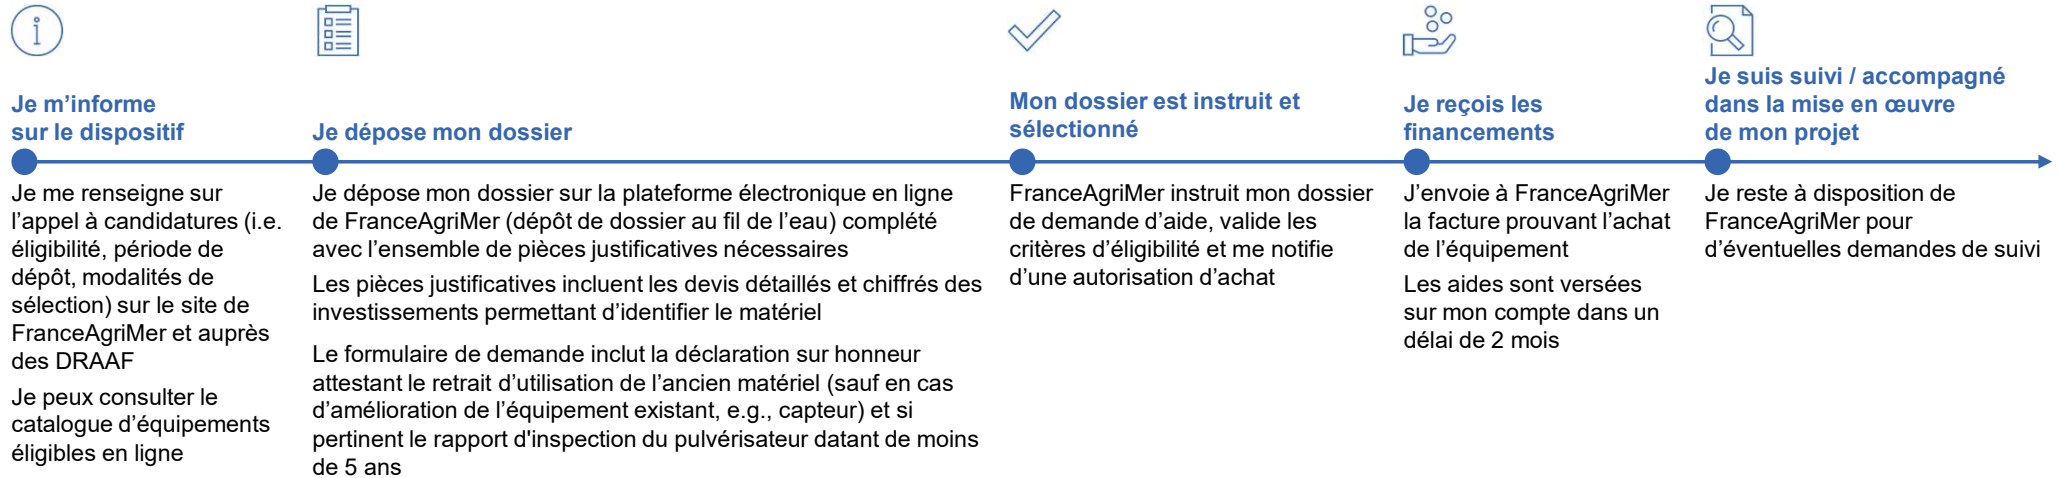 Je m’informe
sur le dispositif
Je me renseigne sur
l’appel à candidatures (i.e.
éligibilité, période de
dépôt, modalités de
sélection) sur le site de
FranceAgriMer et auprès
des DRAAF
Je peux consulter le
catalogue d’équipements
éligibles en ligne
Je dépose mon dossier
Je dépose mon dossier sur la plateforme électronique en ligne
de FranceAgriMer (dépôt de dossier au fil de l’eau) complété
avec l’ensemble de pièces justificatives nécessaires
Les pièces justificatives incluent les devis détaillés et chiffrés des
investissements permettant d’identifier le matériel
Le formulaire de demande inclut la déclaration sur honneur
attestant le retrait d’utilisation de l’ancien matériel (sauf en cas
d’amélioration de l’équipement existant, e.g., capteur) et si
pertinent le rapport d'inspection du pulvérisateur datant de moins
de 5 ans
Mon dossier est instruit et
sélectionné
FranceAgriMer instruit mon dossier
de demande d’aide, valide les
critères d’éligibilité et me notifie
d’une autorisation d’achat
Je reçois les
financements
J’envoie à FranceAgriMer
la facture prouvant l’achat
de l’équipement
Les aides sont versées
sur mon compte dans un
délai de 2 mois
Je suis suivi / accompagné
dans la mise en œuvre
de mon projet
Je reste à disposition de
FranceAgriMer pour
d’éventuelles demandes de suivi